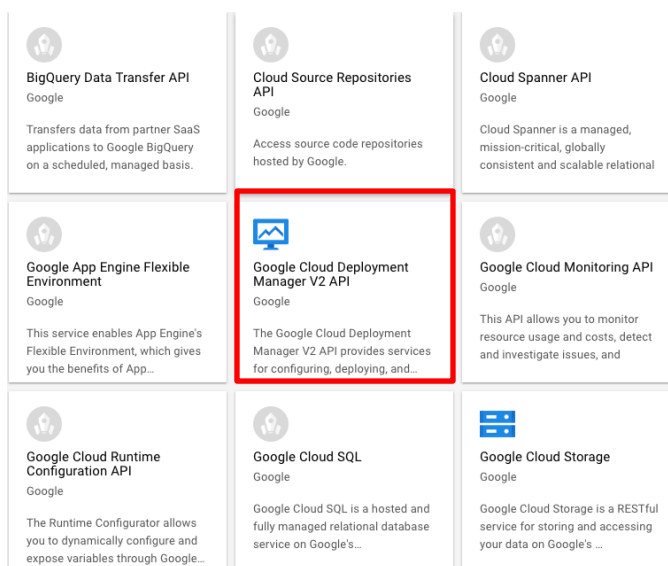 BigQuery Data Transfer API
Google
Transfers data from partner SaaS
applications to Google BigQuery
on a scheduled, managed basis.
Cloud Source Repositories
API
Google
Access source code repositories
hosted by Google.
Cloud Spanner API
Google
Cloud Spanner is a managed,
mission-critical, globally
consistent and scalable relational
Google App Engine Flexible
Environment
Google
This service enables App Engine's
Flexible Environment, which gives
you the benefits of App...
Google Cloud Deployment
Manager V2 API
Google
The Google Cloud Deployment
Manager V2 API provides services
for configuring, deploying, and...
Google Cloud Monitoring API
Google
This API allows you to monitor
resource usage and costs, detect
and investigate issues, and
Google Cloud Runtime
Configuration API
Google
The Runtime Configurator allows
you to dynamically configure and
expose variables through Google...
Google Cloud SQL
Google
Google Cloud SQL is a hosted and
fully managed relational database
service on Google's...
Google Cloud Storage
Google
Google Cloud Storage is a RESTful
service for storing and accessing
your data on Google's ...